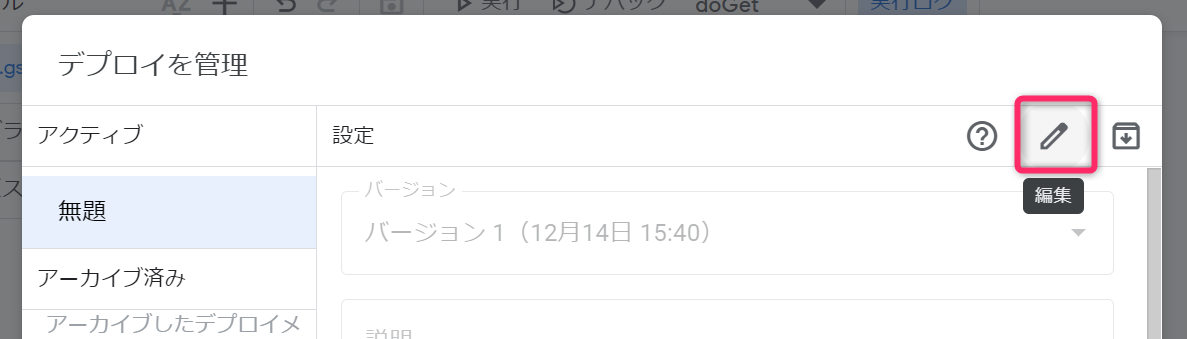 AZ 実行 デバッグ doGet 実行ログ
.gs
デプロイを管理
アクティブ
設定
編集
無題
バージョン
バージョン 1（12月14日 15:40）
アーカイブ済み
アーカイブしたデプロイメ
説明